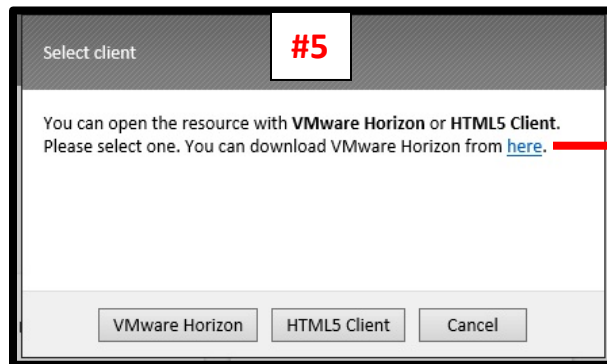 Select client
#5
You can open the resource with VMware Horizon or HTML5 Client.
Please select one. You can download VMware Horizon from here.
VMware Horizon
HTML5 Client
Cancel